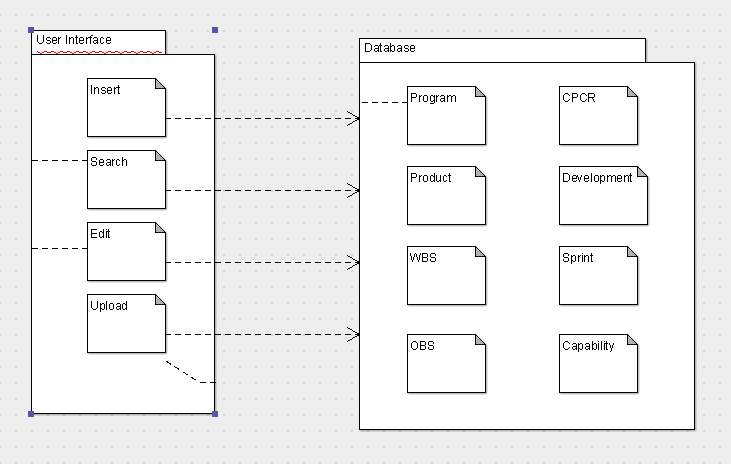 User Interface
Insert
Search
Edit
Upload
Database
Program
CPCR
Product
Development
WBS
Sprint
OBS
Capability